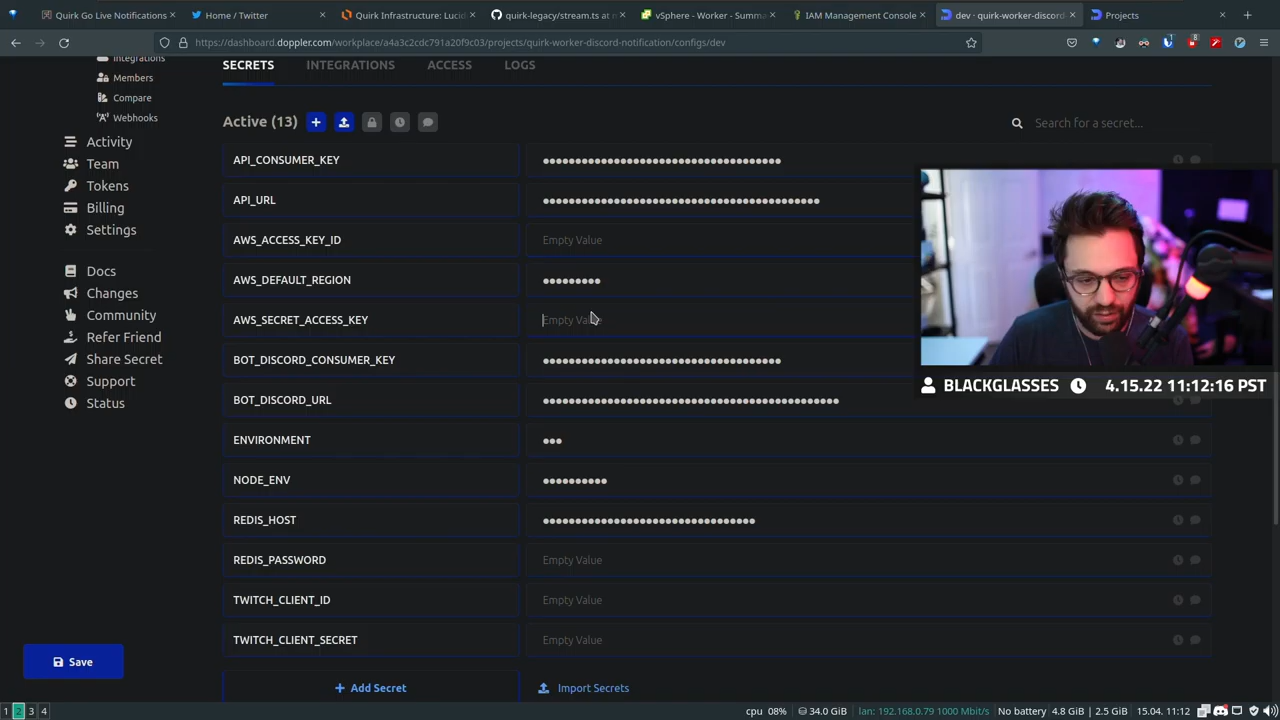 Quirk Go Live Notifications
Home / Twitter
Quirk Infrastructure: Lucid
quirk-legacy/stream.ts at n
vSphere - Worker - Summa
IAM Management Console
dev · quirk-worker-discord
Projects
https://dashboard.doppler.com/workplace/a4a3c2cdc791a20f9c03/projects/quirk-worker-discord-notification/configs/dev
8
Integrations
Members
Compare
Webhooks
Activity
Team
Tokens
Billing
Settings
Docs
Changes
Community
Refer Friend
Share Secret
Support
Status
Save
SECRETS INTEGRATIONS ACCESS LOGS
Active (13)
Search for a secret...
API_CONSUMER_KEY
API_URL
AWS_ACCESS_KEY_ID Empty Value
AWS_DEFAULT_REGION
AWS_SECRET_ACCESS_KEY Empty Value
BOT_DISCORD_CONSUMER_KEY
BOT_DISCORD_URL
ENVIRONMENT
NODE_ENV
REDIS_HOST
REDIS_PASSWORD Empty Value
TWITCH_CLIENT_ID Empty Value
TWITCH_CLIENT_SECRET Empty Value
Add Secret
Import Secrets
BLACKGLASSES 4.15.22 11:12:16 PST
1 2 3 4
cpu 08% 34.0 GiB lan: 192.168.0.79 1000 Mbit/s No battery 4.8 GiB | 2.5 GiB 15.04. 11:12